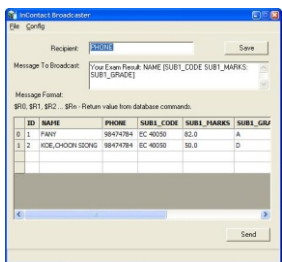 InContact Broadcaster
File Config
Recipient: PHONE Save
Message To Broadcast: Your Exam Result: NAME [SUB1_CODE SUB1_MARKS: SUB1_GRADE]
Message Format:
$R0, $R1, $R2 ... $Rn - Return value from database commands.
ID NAME PHONE SUB1_CODE SUB1_MARKS SUB1_GRA
0 1 FANY 98474784 EC 40050 82.0 A
1 2 KOE,CHOON SIONG 98474784 EC 40050 50.0 D
Send